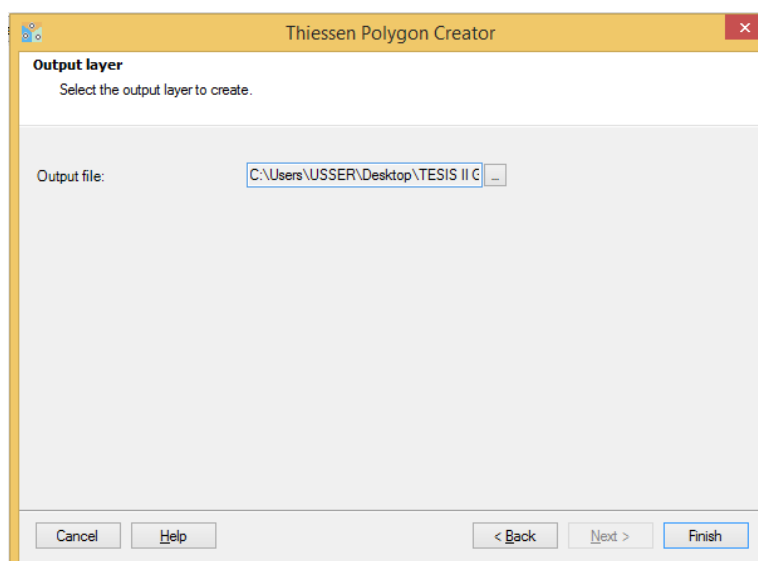 Thiessen Polygon Creator
Output layer
Select the output layer to create.
Output file: C:\Users\USSER\Desktop\TESIS II G ...
Cancel Help < Back Next > Finish